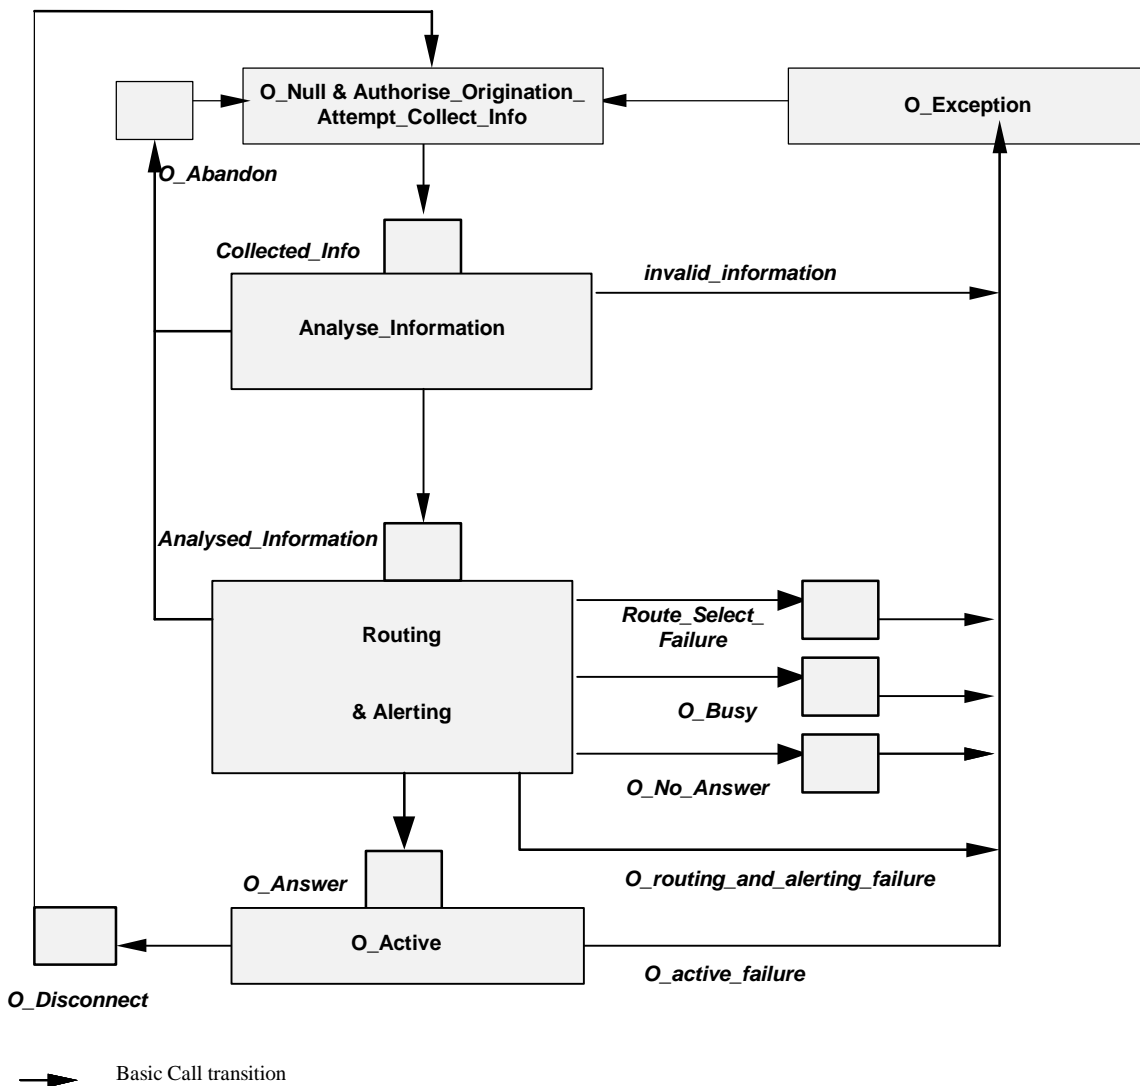 O_Null & Authorise_Origination_
Attempt_Collect_Info
O_Exception
O_Abandon
Collected_Info
invalid_information
Analyse_Information
Analysed_Information
Route_Select_
Failure
Routing
& Alerting
O_Busy
O_No_Answer
O_Answer
O_routing_and_alerting_failure
O_Active
O_active_failure
O_Disconnect
Basic Call transition